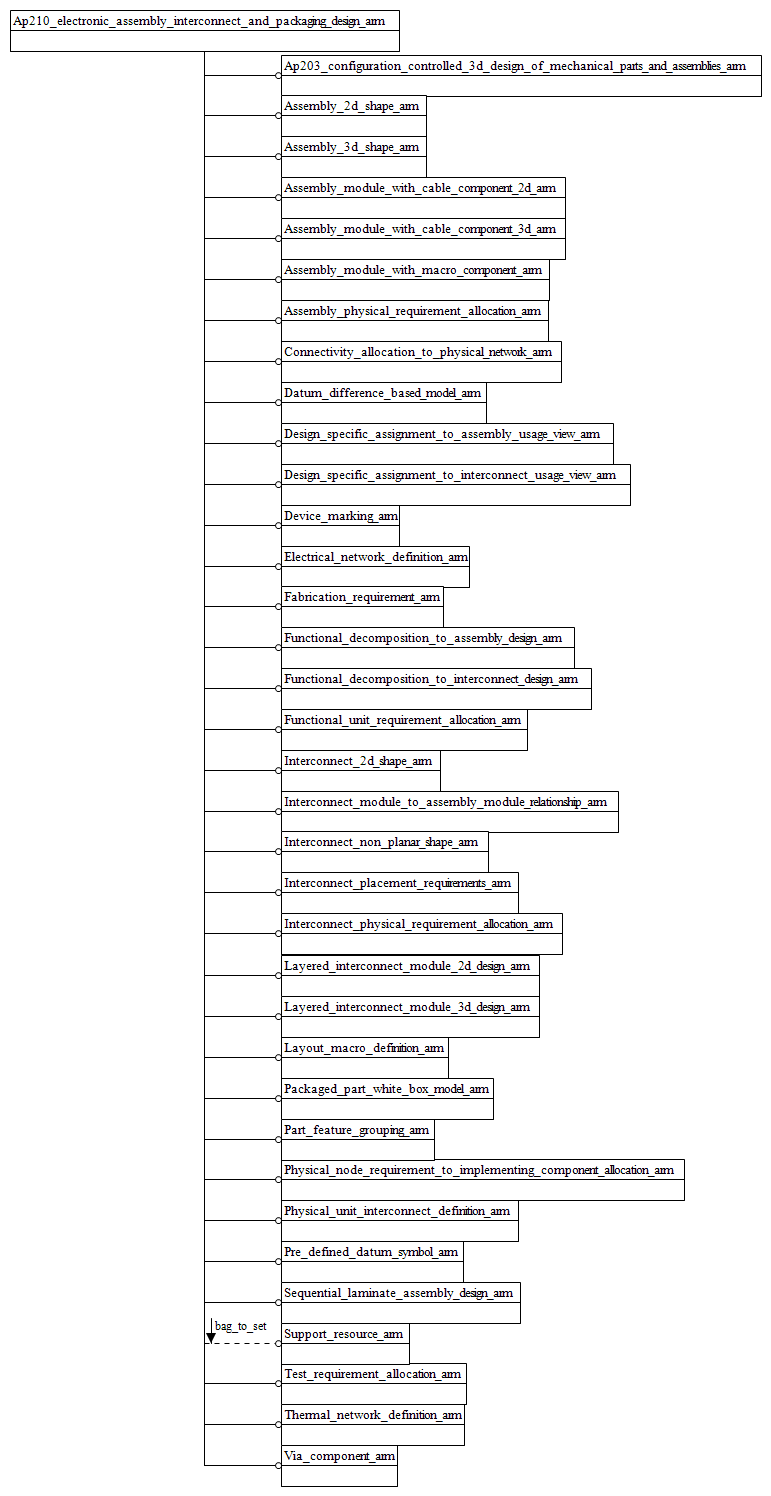 Ap210_electronic_assembly_interconnect_and_packaging_design_arm
Ap203_configuration_controlled_3d_design_of_mechanical_parts_and_assemblies_arm
Assembly_2d_shape_arm
Assembly_3d_shape_arm
Assembly_module_with_cable_component_2d_arm
Assembly_module_with_cable_component_3d_arm
Assembly_module_with_macro_component_arm
Assembly_physical_requirement_allocation_arm
Connectivity_allocation_to_physical_network_arm
Datum_difference_based_model_arm
Design_specific_assignment_to_assembly_usage_view_arm
Design_specific_assignment_to_interconnect_usage_view_arm
Device_marking_arm
Electrical_network_definition_arm
Fabrication_requirement_arm
Functional_decomposition_to_assembly_design_arm
Functional_decomposition_to_interconnect_design_arm
Functional_unit_requirement_allocation_arm
Interconnect_2d_shape_arm
Interconnect_module_to_assembly_module_relationship_arm
Interconnect_non_planar_shape_arm
Interconnect_placement_requirements_arm
Interconnect_physical_requirement_allocation_arm
Layered_interconnect_module_2d_design_arm
Layered_interconnect_module_3d_design_arm
Layout_macro_definition_arm
Packaged_part_white_box_model_arm
Part_feature_grouping_arm
Physical_node_requirement_to_implementing_component_allocation_arm
Physical_unit_interconnect_definition_arm
Pre_defined_datum_symbol_arm
Sequential_laminate_assembly_design_arm
bag_to_set
Support_resource_arm
Test_requirement_allocation_arm
Thermal_network_definition_arm
Via_component_arm